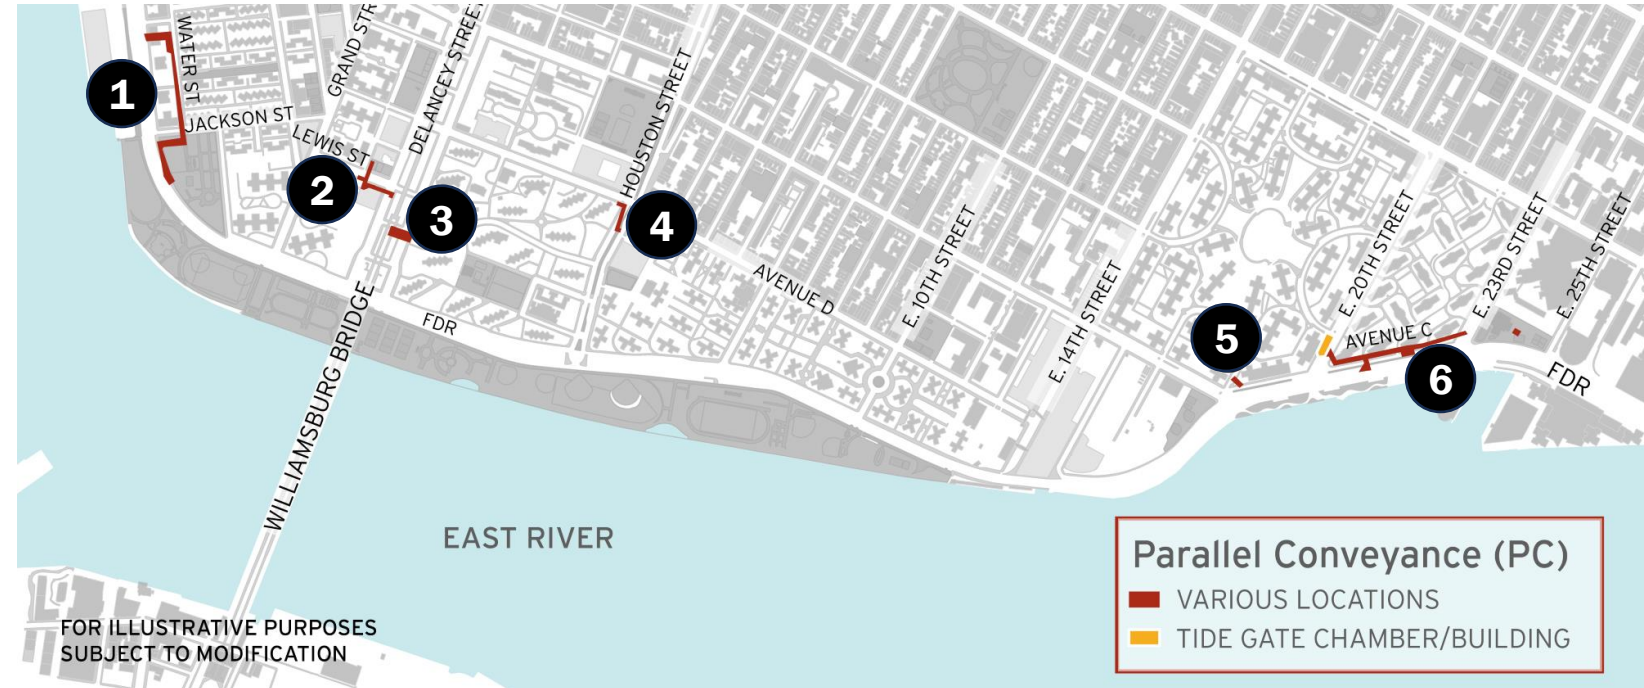 WATER ST
GRAND STR
DELANCEY STREET
1
JACKSON ST
LEWIS ST
HOUSTON STREET
2
3
4
AVENUE D
E. 10TH STREET
E. 14TH STREET
E. 20TH STREET
E. 23RD STREET
E. 25TH STREET
5
AVENUE C
6
FDR
FDR
WILLIAMSBURG BRIDGE
EAST RIVER
Parallel Conveyance (PC)
VARIOUS LOCATIONS
TIDE GATE CHAMBER/BUILDING
FOR ILLUSTRATIVE PURPOSES
SUBJECT TO MODIFICATION